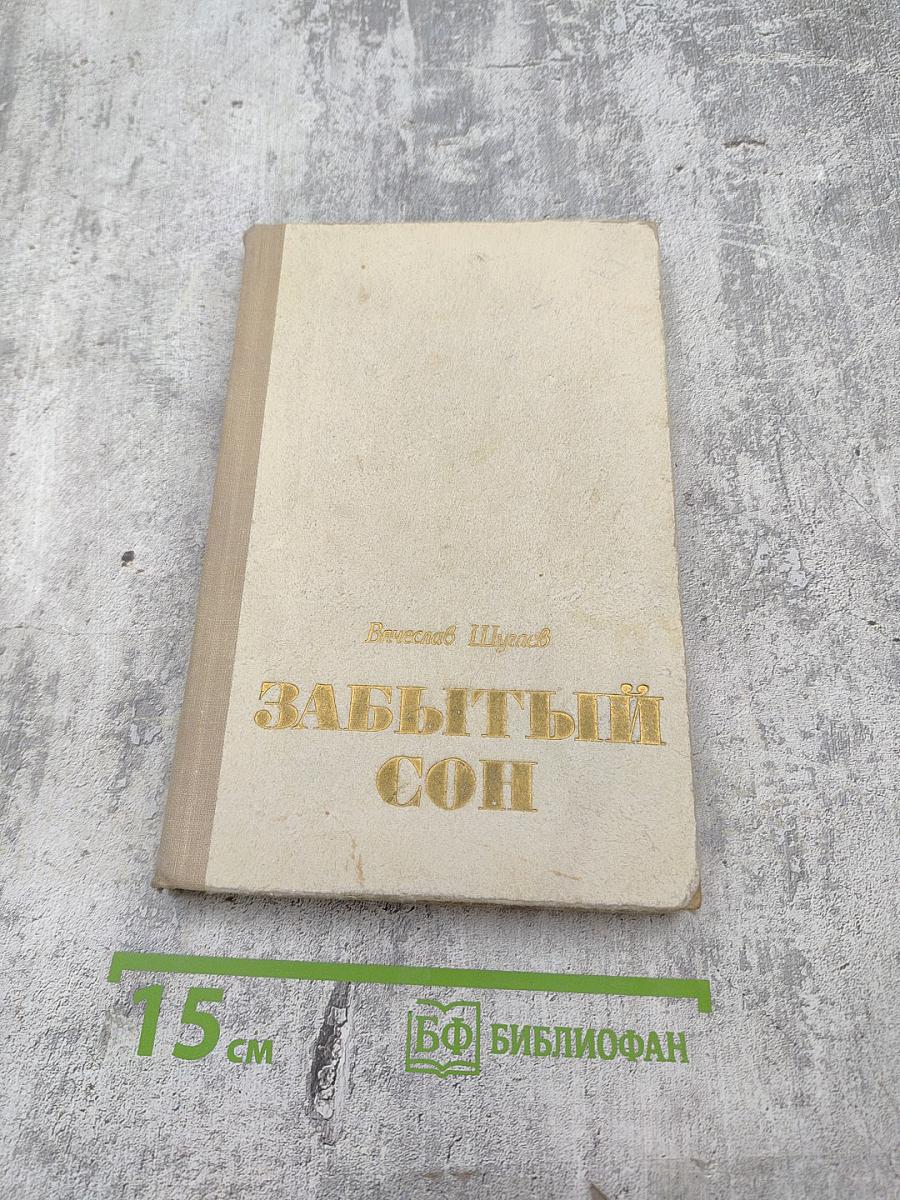 Вячеслав Шугаев
ЗАБЫТЫЙ
СОН
15 см
БФ БИБЛИОФАН